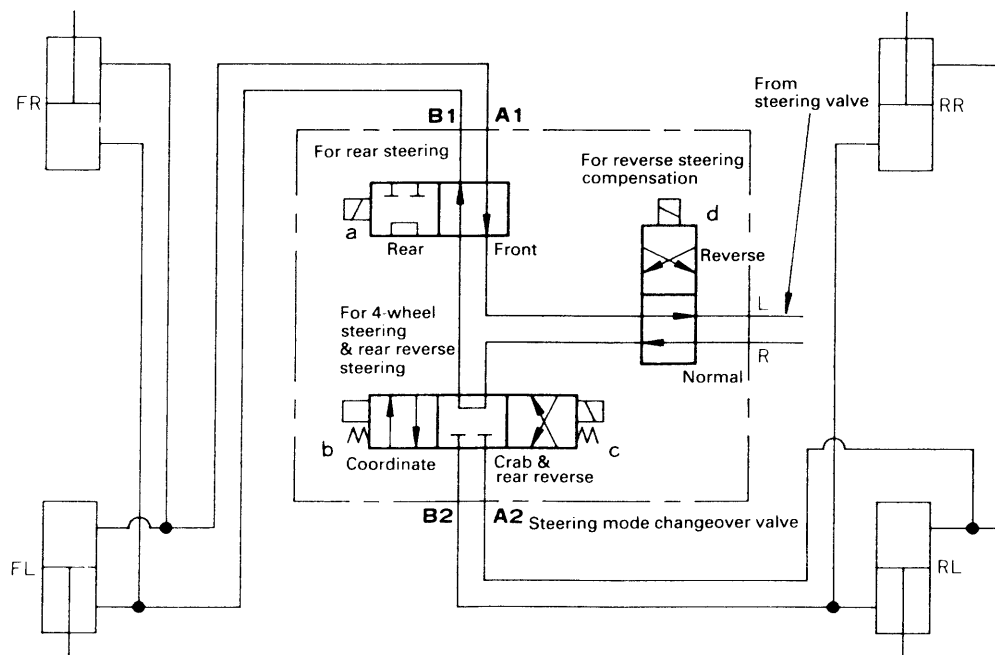 FR
RR
From
steering valve
B1 A1
For rear steering
For reverse steering
compensation
d
a
Rear
Front
Reverse
L
R
Normal
For 4-wheel
steering
& rear reverse
steering
b
c
Coordinate
Crab &
rear reverse
B2 A2
Steering mode changeover valve
FL
RL